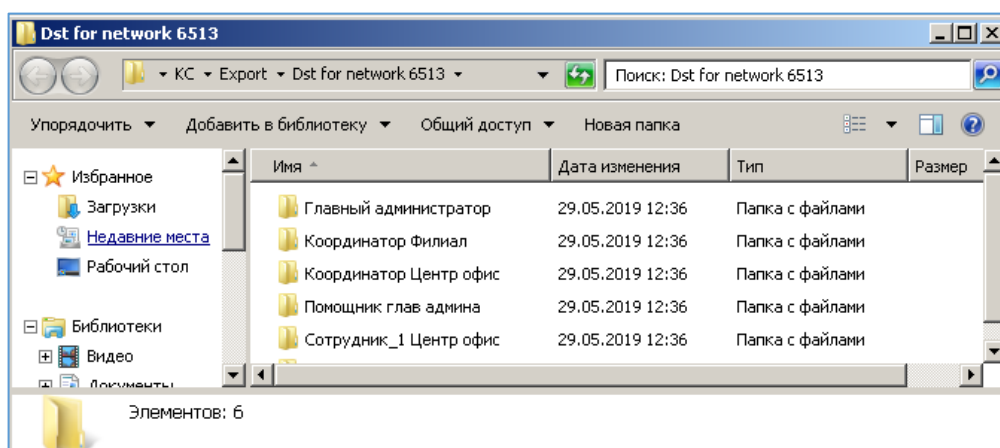 Dst for network 6513
КС Export Dst for network 6513 Поиск: Dst for network 6513
Упорядочить Добавить в библиотеку Общий доступ Новая папка
Избранное
Загрузки
Недавние места
Рабочий стол
Библиотеки
Видео
Документы
Имя Дата изменения Тип Размер
Главный администратор 29.05.2019 12:36 Папка с файлами
Координатор Филиал 29.05.2019 12:36 Папка с файлами
Координатор Центр офис 29.05.2019 12:36 Папка с файлами
Помощник глав админа 29.05.2019 12:36 Папка с файлами
Сотрудник_1 Центр офис 29.05.2019 12:36 Папка с файлами
Элементов: 6